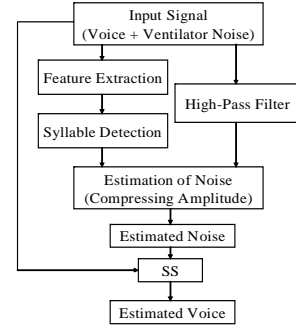 Input Signal
(Voice + Ventilator Noise)
Feature Extraction
High-Pass Filter
Syllable Detection
Estimation of Noise
(Compressing Amplitude)
Estimated Noise
SS
Estimated Voice